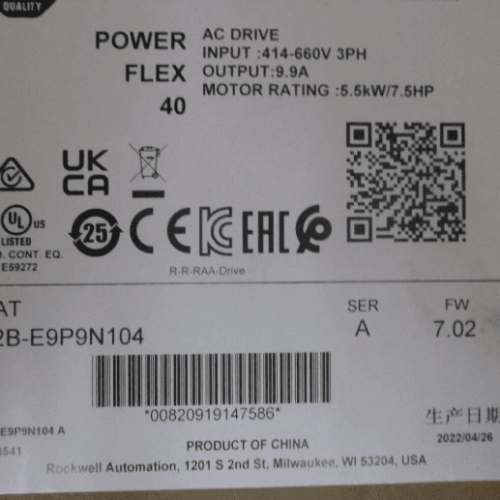 QUALITY
POWER FLEX 40
AC DRIVE
INPUT :414-660V 3PH
OUTPUT:9.9A
MOTOR RATING :5.5kW/7.5HP
UK CA
UL US
LISTED
. CONT. EQ.
E59272
25
CE
EAC
R-R-RAA-Drive
AT
2B-E9P9N104
SER
A
FW
7.02
*00820919147586*
E9P9N104 A
4541
生产日期
2022/04/26
PRODUCT OF CHINA
Rockwell Automation, 1201 S 2nd St, Milwaukee, WI 53204, USA